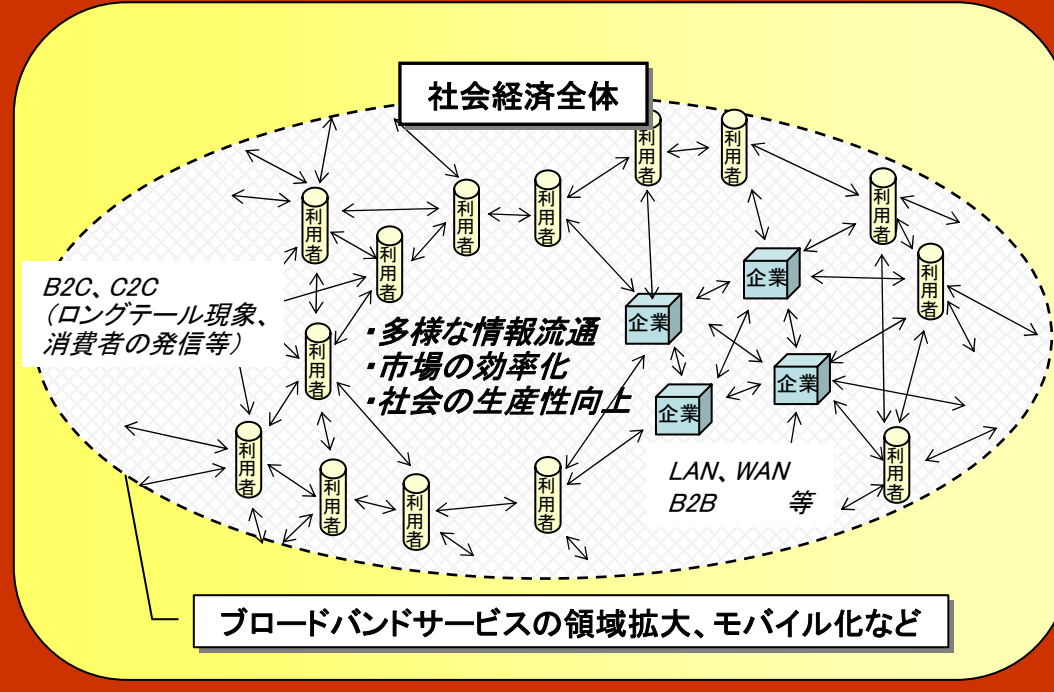 社会経済全体
利用者
利用者
利用者
利用者
利用者
利用者
利用者
利用者
利用者
企業
企業
B2C、C2C
（ロングテール現象、
消費者の発信等）
・多様な情報流通
・市場の効率化
・社会の生産性向上
利用者
企業
企業
利用者
利用者
利用者
利用者
利用者
LAN、WAN
B2B 等
ブロードバンドサービスの領域拡大、モバイル化など